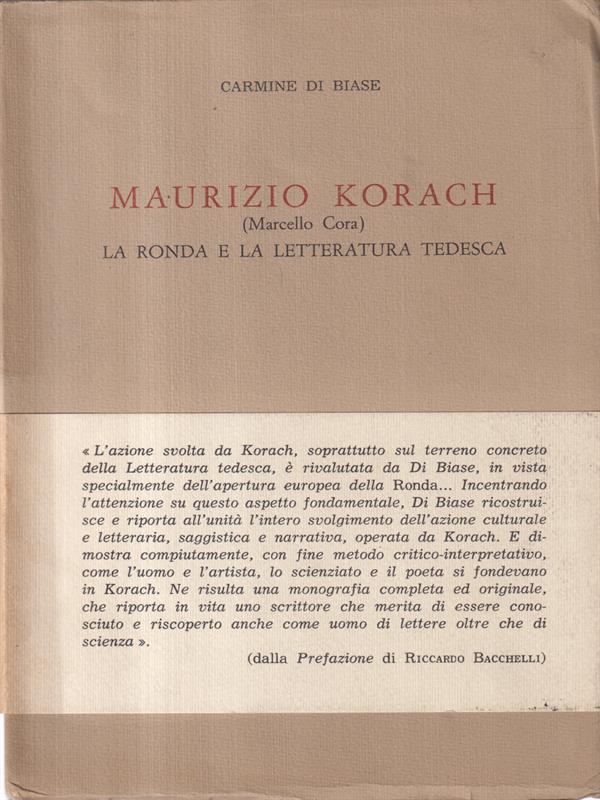 CARMINE DI BIASE
MAURIZIO KORACH
(Marcello Cora)
LA RONDA E LA LETTERATURA TEDESCA
« L'azione svolta da Korach, soprattutto sul terreno concreto
della Letteratura tedesca, è rivalutata da Di Biase, in vista
specialmente dell'apertura europea della Ronda... Incentrando
l'attenzione su questo aspetto fondamentale, Di Biase ricostrui-
sce e riporta all'unità l'intero svolgimento dell'azione culturale
e letteraria, saggistica e narrativa, operata da Korach. E di-
mostra compiutamente, con fine metodo critico-interpretativo,
come l'uomo e l'artista, lo scienziato e il poeta si fondevano
in Korach. Ne risulta una monografia completa ed originale,
che riporta in vita uno scrittore che merita di essere cono-
sciuto e riscoperto anche come uomo di lettere oltre che di
scienza ».
(dalla Prefazione di RICCARDO BACCHELLI)